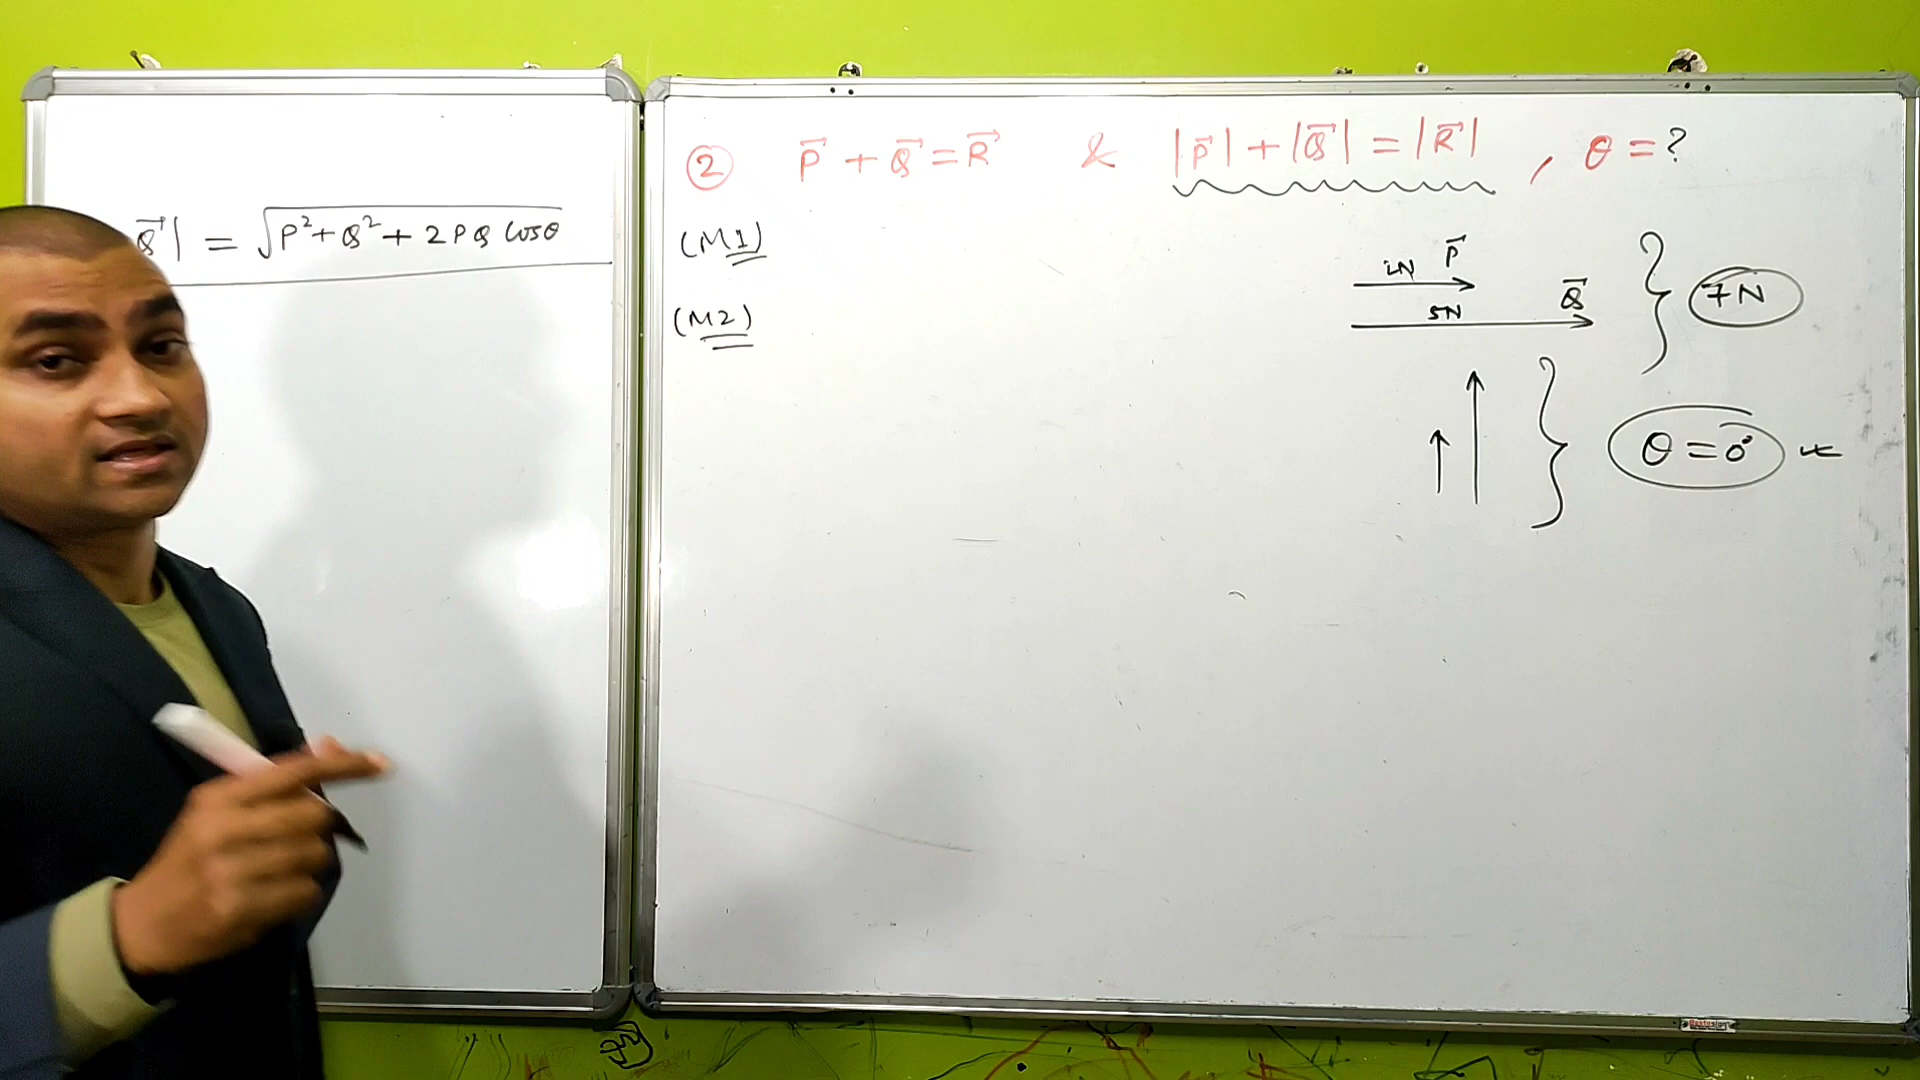 Q⃗| = √P²+Q²+2PQ cosθ
② P⃗ + Q⃗ = R⃗ & |P⃗|+|Q⃗| = |R⃗| , θ = ?
(M1)
(M2)
2N P⃗
5N Q⃗
7N
θ = 0°